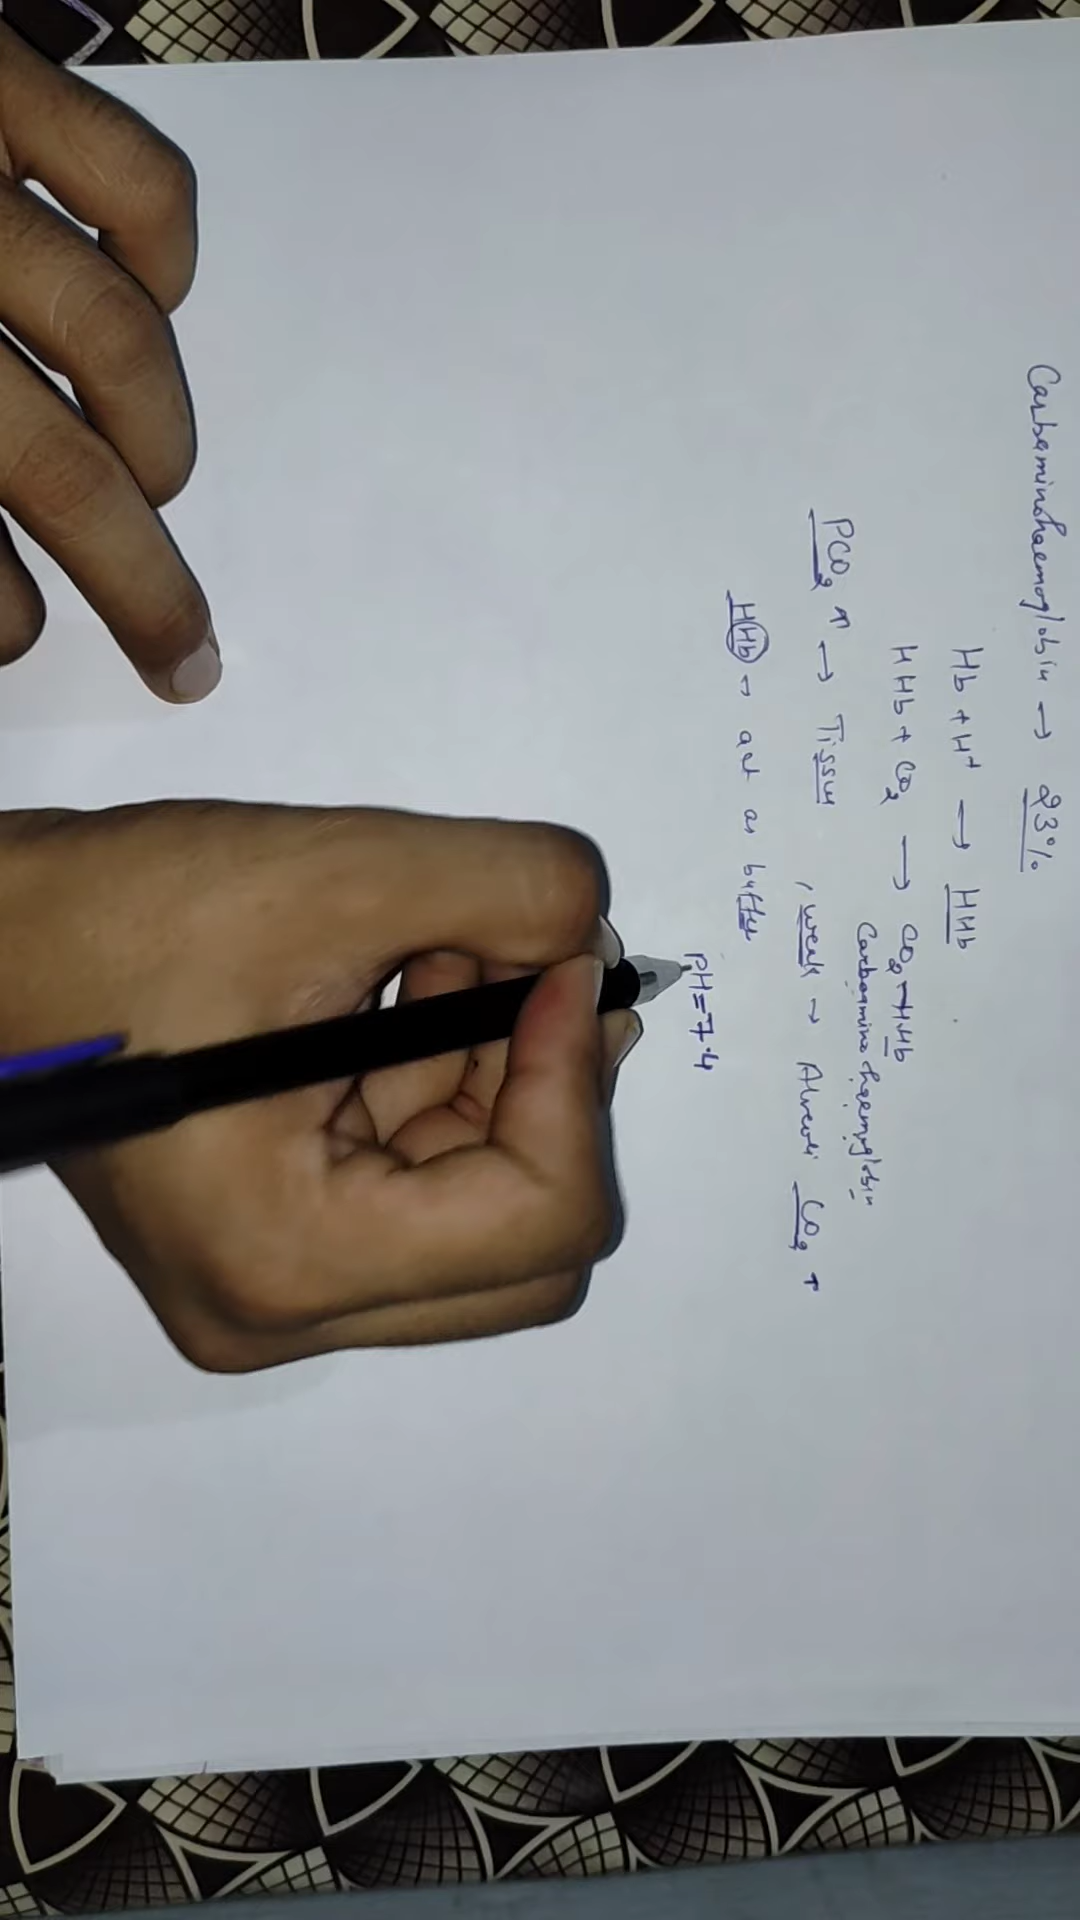 Carbaminohaemoglobin → 23%
Hb + H⁺ → HHb
HHb + CO₂ → CO₂-HHb
Carboamino haemoglobin
PCO₂ ↑ → Tissue , weak → Alveoli CO₂ ↑
HHb → act as buffer
pH=7.4